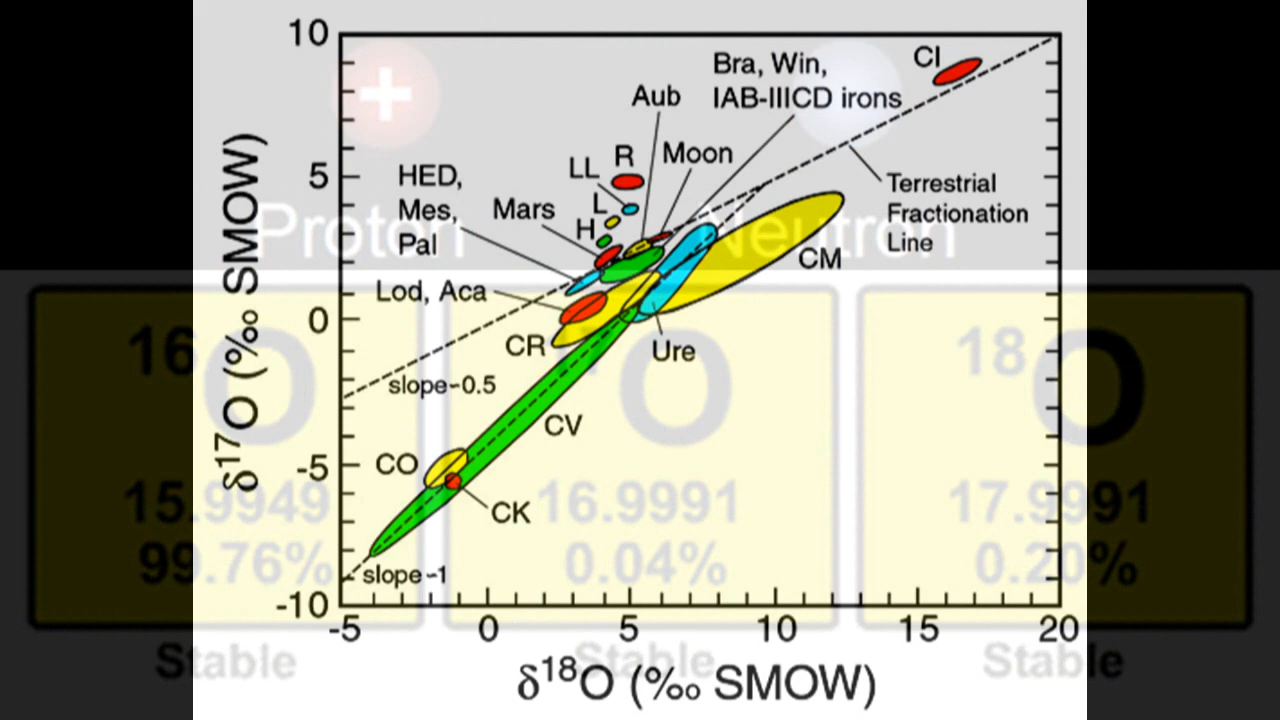 10
CI
Bra, Win,
IAB-IIICD irons
Aub
R
Moon
LL
5
HED,
Mes,
Pal
Mars
L
H
Terrestrial
Fractionation
Line
Proton
Neutron
CM
Lod, Aca
0
CR
Ure
slope~0.5
CV
CO
-5
CK
slope~1
-10
-5
0
5
10
15
20
δ¹⁷O (‰ SMOW)
δ¹⁸O (‰ SMOW)
16 O
15.9949
99.76%
Stable
O
16.9991
0.04%
Stable
18 O
17.9991
0.20%
Stable